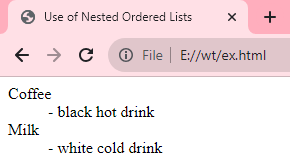 Use of Nested Ordered Lists
File | E://wt/ex.html
Coffee
- black hot drink
Milk
- white cold drink